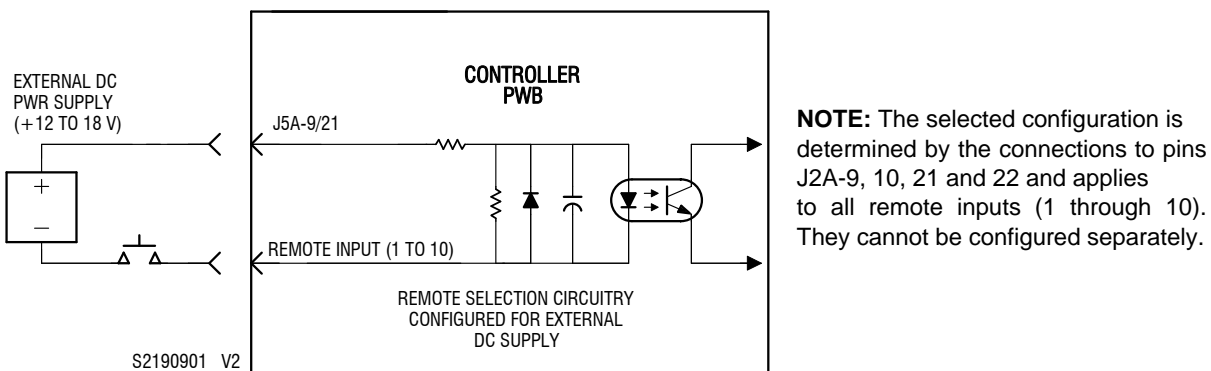 EXTERNAL DC
PWR SUPPLY
(+12 TO 18 V)
+
−
J5A-9/21
CONTROLLER
PWB
REMOTE INPUT (1 TO 10)
REMOTE SELECTION CIRCUITRY
CONFIGURED FOR EXTERNAL
DC SUPPLY
S2190901 V2
NOTE: The selected configuration is
determined by the connections to pins
J2A-9, 10, 21 and 22 and applies
to all remote inputs (1 through 10).
They cannot be configured separately.